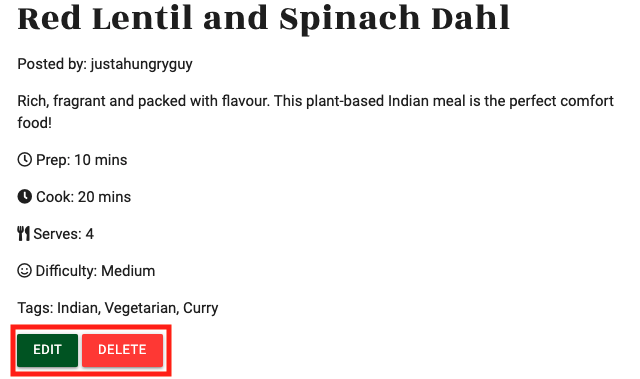 Red Lentil and Spinach Dahl
Posted by: justahungryguy
Rich, fragrant and packed with flavour. This plant-based Indian meal is the perfect comfort
food!
Prep: 10 mins
Cook: 20 mins
Serves: 4
Difficulty: Medium
Tags: Indian, Vegetarian, Curry
EDIT DELETE